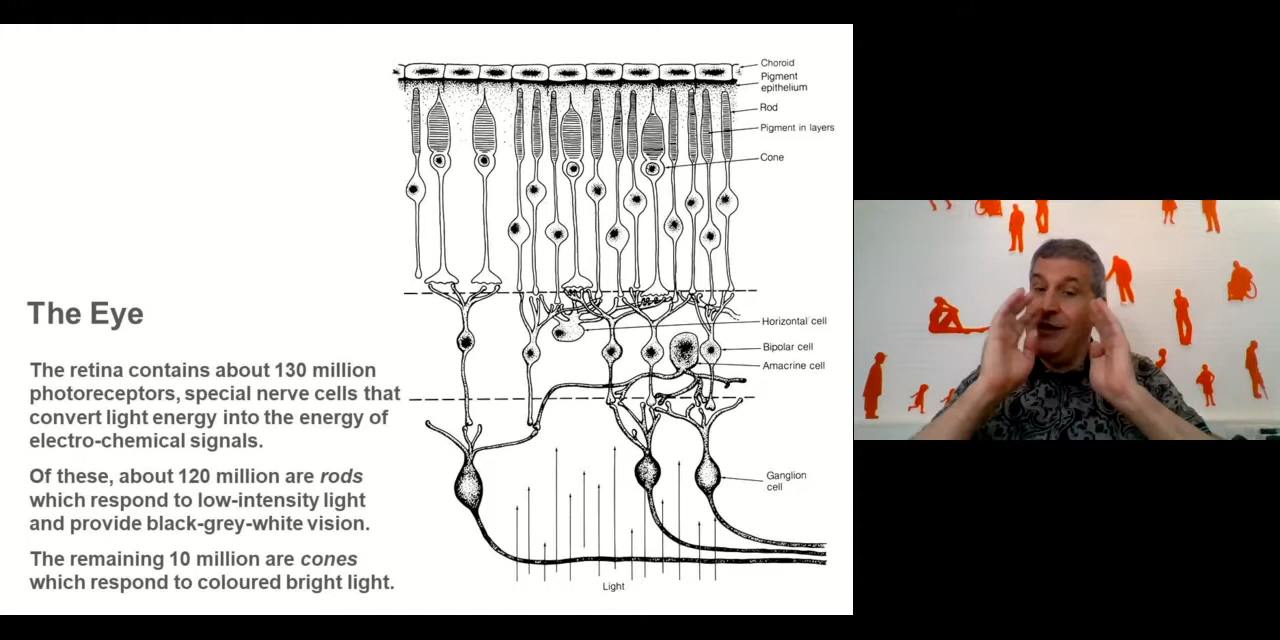 The Eye
The retina contains about 130 million
photoreceptors, special nerve cells that
convert light energy into the energy of
electro-chemical signals.
Of these, about 120 million are rods
which respond to low-intensity light
and provide black-grey-white vision.
The remaining 10 million are cones
which respond to coloured bright light.
Choroid
Pigment
epithelium
Rod
Pigment in layers
Cone
Horizontal cell
Bipolar cell
Amacrine cell
Ganglion
cell
Light